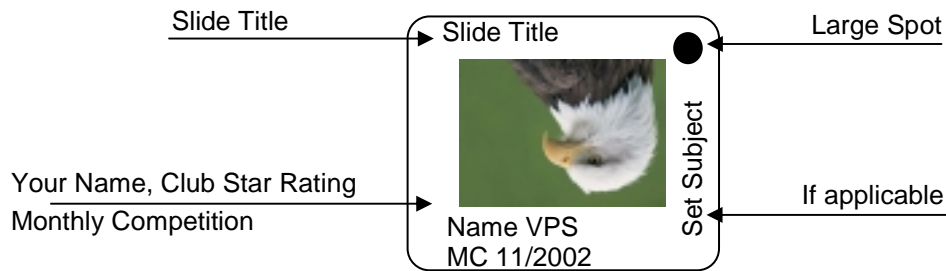 Slide Title
Slide Title
Large Spot
Set Subject
Your Name, Club Star Rating
Monthly Competition
If applicable
Name VPS
MC 11/2002